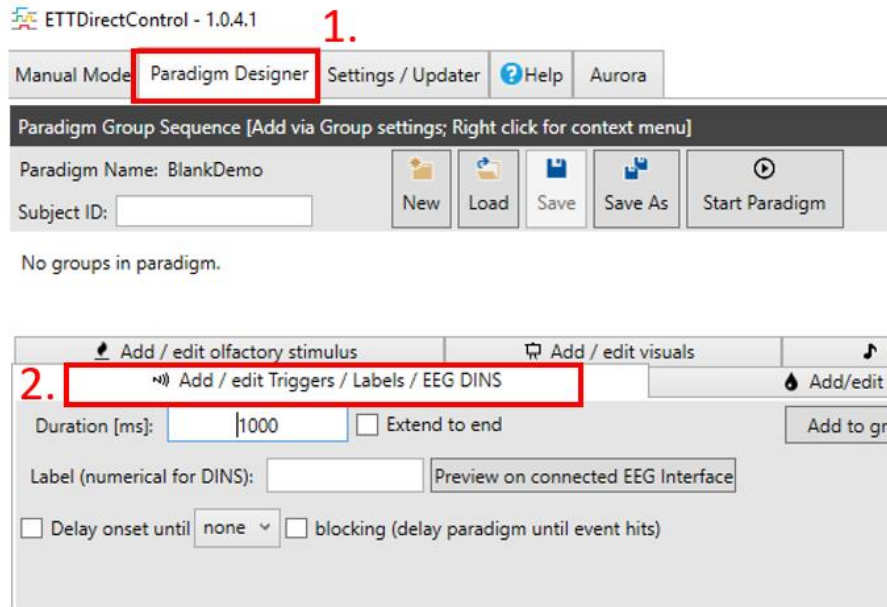 ETTDirectControl - 1.0.4.1
1.
Manual Mode Paradigm Designer Settings / Updater ?Help Aurora
Paradigm Group Sequence [Add via Group settings; Right click for context menu]
Paradigm Name: BlankDemo
New Load Save Save As Start Paradigm
Subject ID:
No groups in paradigm.
Add / edit olfactory stimulus Add / edit visuals
2. Add / edit Triggers / Labels / EEG DINS Add/edit
Duration [ms]: 1000 Extend to end Add to gr
Label (numerical for DINS): Preview on connected EEG Interface
Delay onset until none blocking (delay paradigm until event hits)